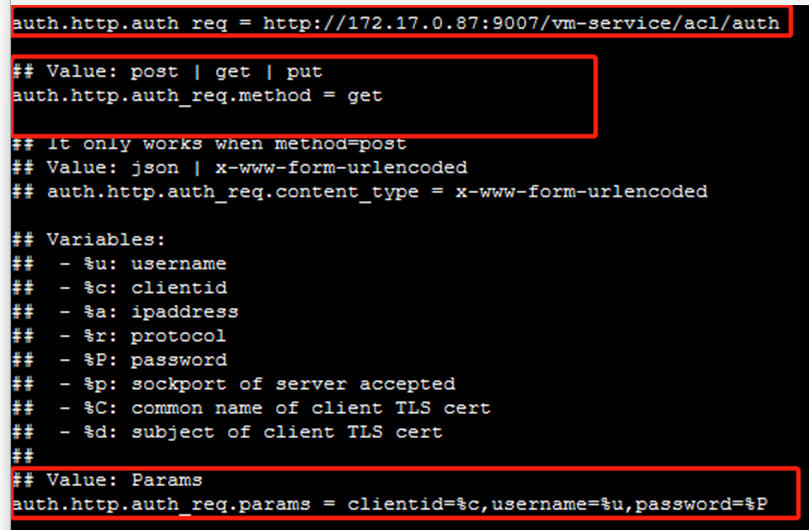 auth.http.auth_req = http://172.17.0.87:9007/vm-service/acl/auth
## Value: post | get | put
auth.http.auth_req.method = get
## It only works when method=post
## Value: json | x-www-form-urlencoded
## auth.http.auth_req.content_type = x-www-form-urlencoded
## Variables:
##  - %u: username
##  - %c: clientid
##  - %a: ipaddress
##  - %r: protocol
##  - %P: password
##  - %p: sockport of server accepted
##  - %C: common name of client TLS cert
##  - %d: subject of client TLS cert
##
## Value: Params
auth.http.auth_req.params = clientid=%c,username=%u,password=%P